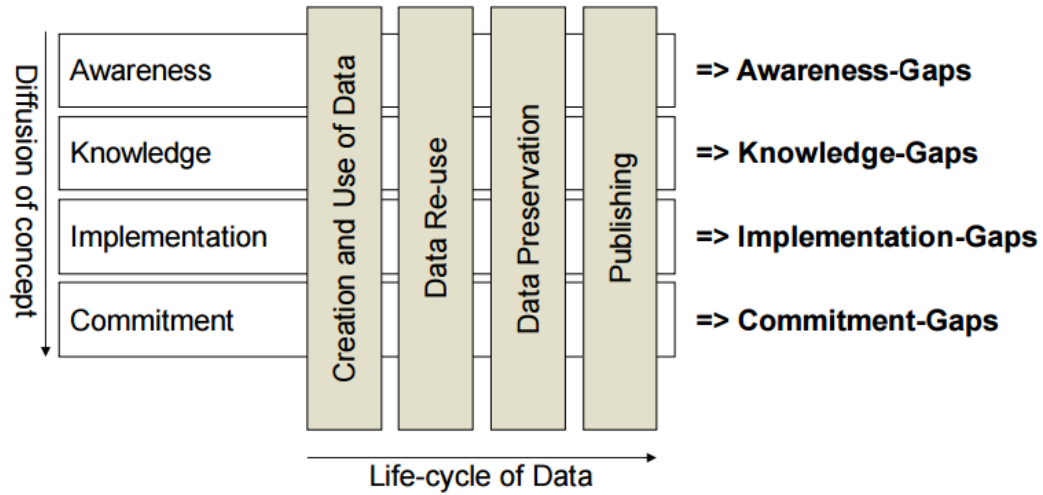 Diffusion of concept
Awareness
Knowledge
Implementation
Commitment
Creation and Use of Data
Data Re-use
Data Preservation
Publishing
=> Awareness-Gaps
=> Knowledge-Gaps
=> Implementation-Gaps
=> Commitment-Gaps
Life-cycle of Data